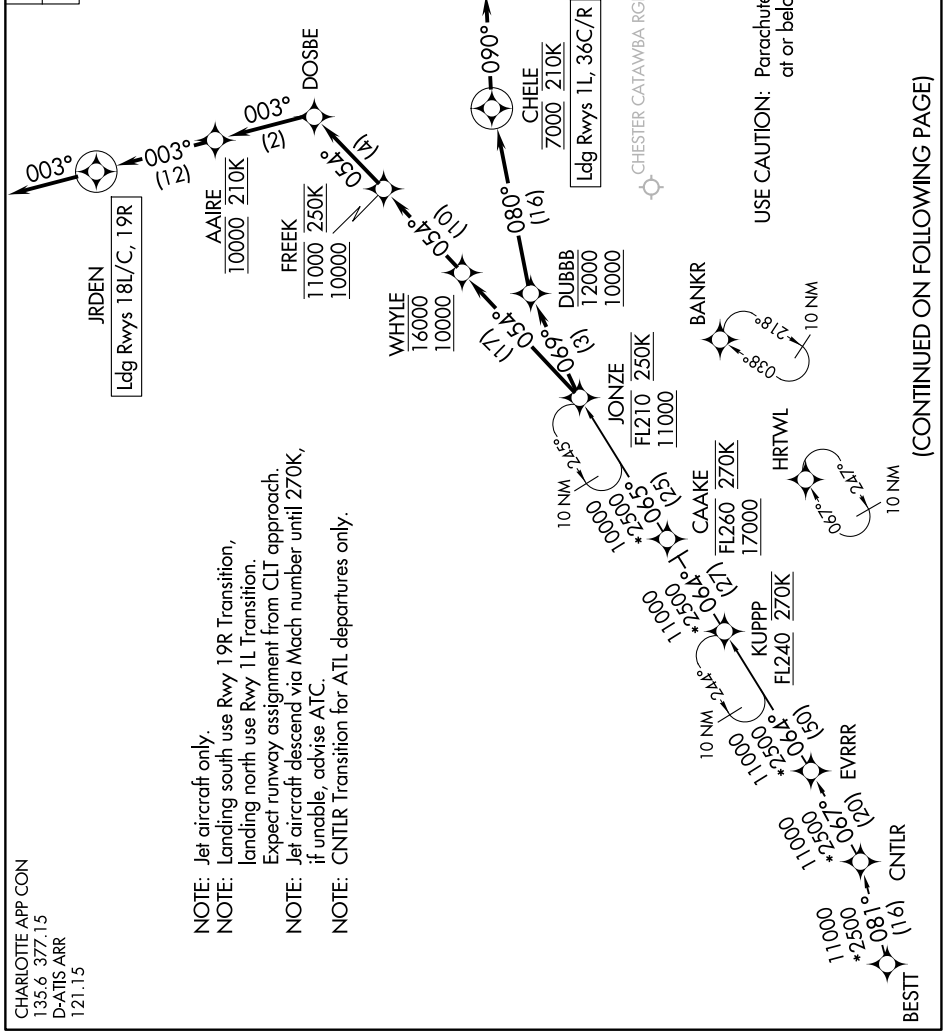 CHARLOTTE APP CON
135.6 377.15
D-ATIS ARR
121.15
NOTE: Jet aircraft only.
NOTE: Landing south use Rwy 19R Transition,
landing north use Rwy 1L Transition.
Expect runway assignment from CLT approach.
NOTE: Jet aircraft descend via Mach number until 270K,
if unable, advise ATC.
NOTE: CNTLR Transition for ATL departures only.
003°
JRDEN
Ldg Rwys 18L/C, 19R
003°
(12)
AAIRE
10000 210K
003°
(2)
DOSBE
054°
(4)
FREEK
11000 250K
10000
054°
(10)
WHYLE
16000
10000
054°
(17)
090°
CHELE
7000 210K
Ldg Rwys 1L, 36C/R
080°
(16)
DUBBB
12000
10000
069°
(3)
JONZE
FL210 250K
11000
10 NM
245°
10000
*2500
065°
(25)
CAAKE
FL260 270K
17000
11000
*2500
064°
(27)
KUPPP
FL240 270K
10 NM
244°
11000
*2500
064°
(50)
EVRRR
11000
*2500
067°
(20)
CNTLR
11000
*2500
081°
(16)
BESTT
CHESTER CATAWBA RG
USE CAUTION: Parachute
at or belo
BANKR
038°
218°
10 NM
HRTWL
067°
247°
10 NM
(CONTINUED ON FOLLOWING PAGE)